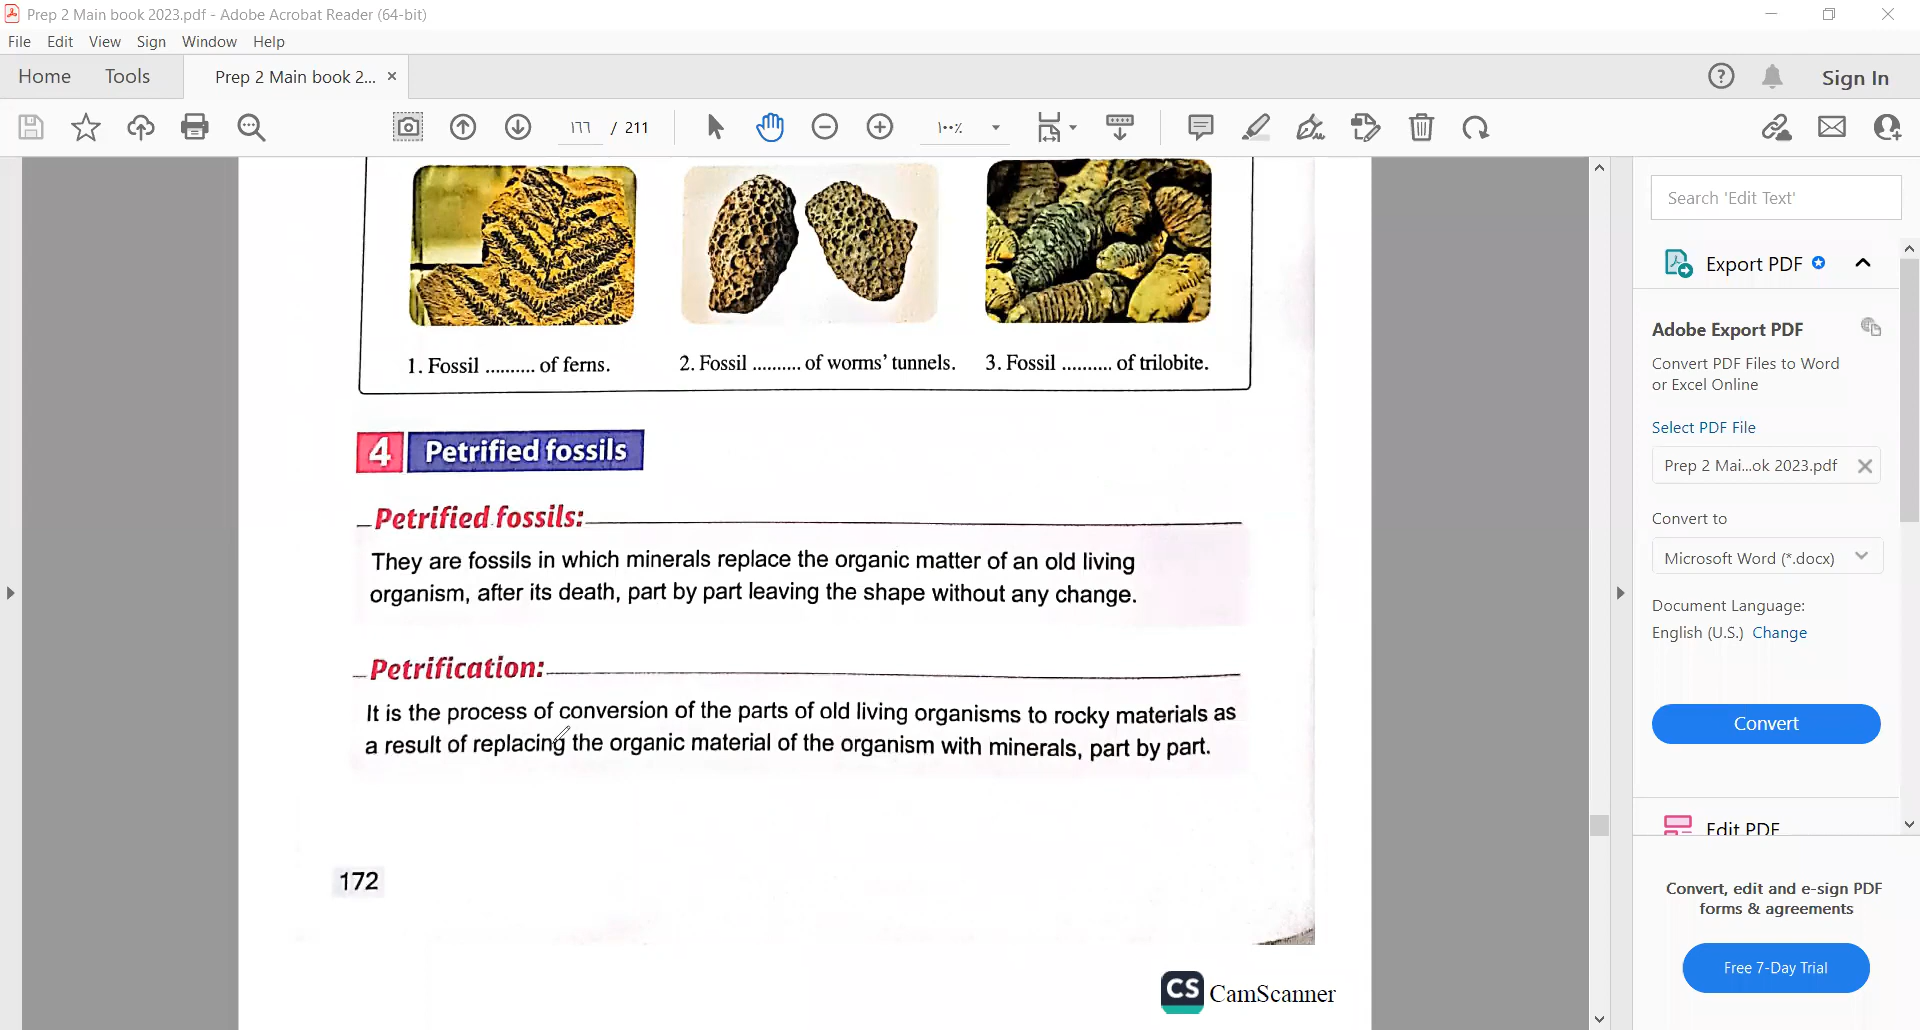 Prep 2 Main book 2023.pdf - Adobe Acrobat Reader (64-bit)
File Edit View Sign Window Help
Home Tools Prep 2 Main book 2... × Sign In
١٦٦ / 211 ١٠٠٪
Search 'Edit Text'
Export PDF
Adobe Export PDF
Convert PDF Files to Word
or Excel Online
Select PDF File
Prep 2 Mai...ok 2023.pdf
Convert to
Microsoft Word (*.docx)
Document Language:
English (U.S.) Change
Convert
Edit PDF
Convert, edit and e-sign PDF
forms & agreements
Free 7-Day Trial
1. Fossil .......... of ferns. 2. Fossil .......... of worms' tunnels. 3. Fossil .......... of trilobite.
4 Petrified fossils
Petrified fossils:
They are fossils in which minerals replace the organic matter of an old living
organism, after its death, part by part leaving the shape without any change.
Petrification:
It is the process of conversion of the parts of old living organisms to rocky materials as
a result of replacing the organic material of the organism with minerals, part by part.
172
CS CamScanner